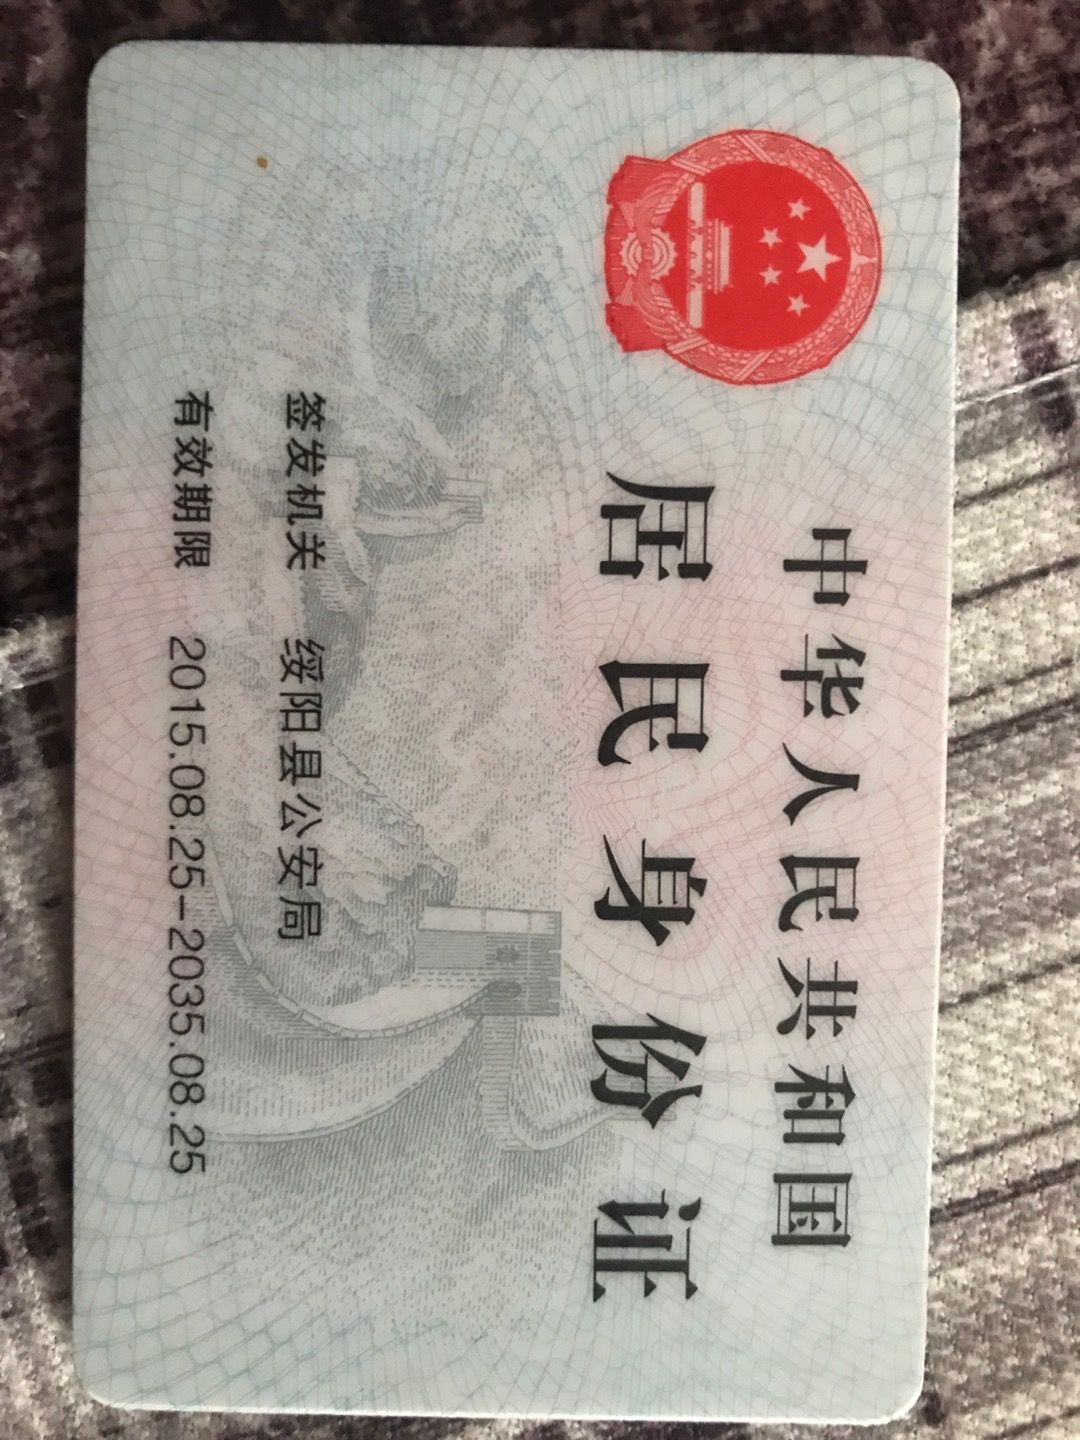 中华人民共和国
居民身份证
签发机关 绥阳县公安局
有效期限 2015.08.25-2035.08.25